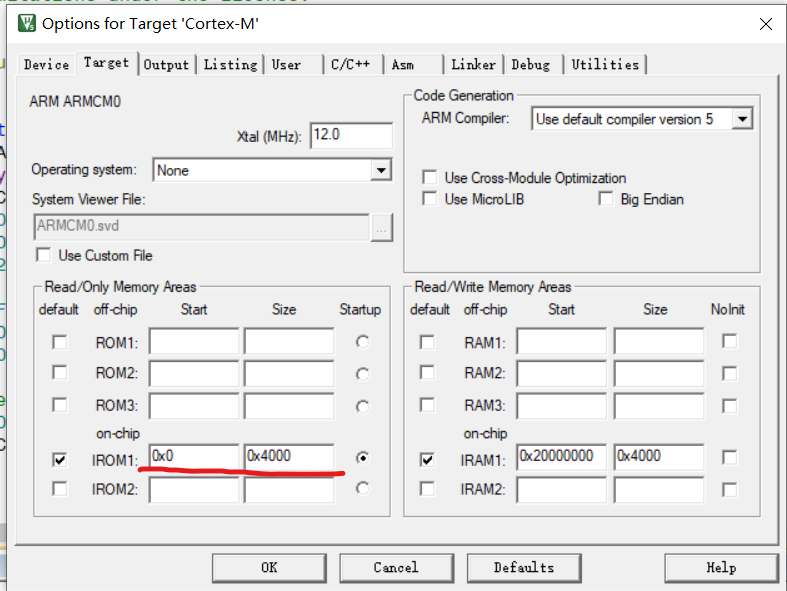 Options for Target 'Cortex-M'
Device Target Output Listing User C/C++ Asm Linker Debug Utilities
ARM ARMCM0
Xtal (MHz): 12.0
Operating system: None
System Viewer File:
ARMCM0.svd ...
Use Custom File
Code Generation
ARM Compiler: Use default compiler version 5
Use Cross-Module Optimization
Use MicroLIB Big Endian
Read/Only Memory Areas
default off-chip Start Size Startup
ROM1:
ROM2:
ROM3:
on-chip
IROM1: 0x0 0x4000
IROM2:
Read/Write Memory Areas
default off-chip Start Size NoInit
RAM1:
RAM2:
RAM3:
on-chip
IRAM1: 0x20000000 0x4000
IRAM2:
OK Cancel Defaults Help